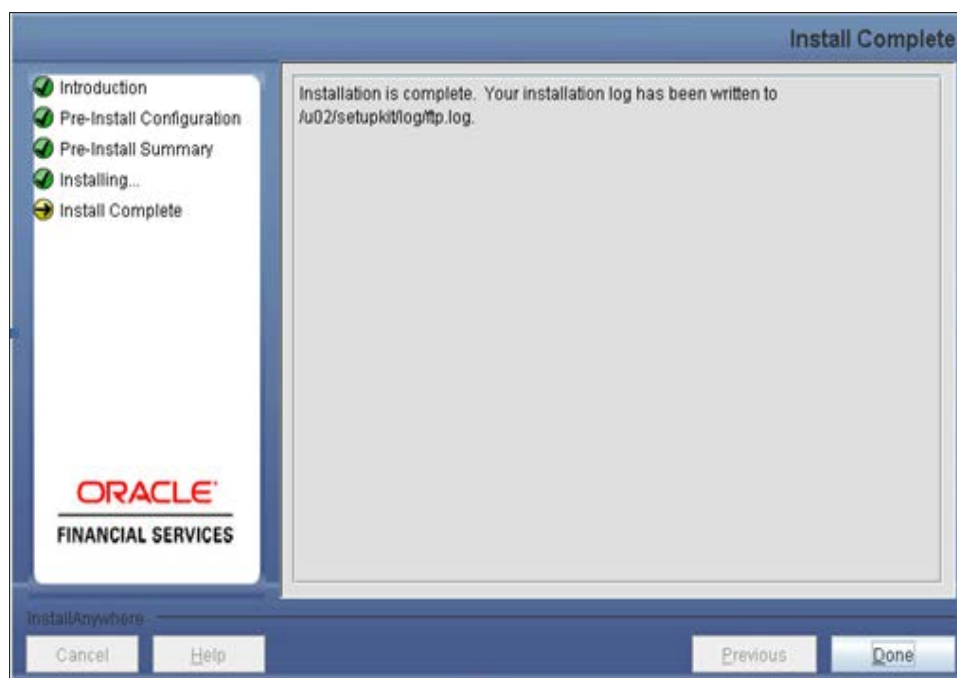 Install Complete
Introduction
Pre-Install Configuration
Pre-Install Summary
Installing...
Install Complete
Installation is complete. Your installation log has been written to
/u02/setupkit/log/ftp.log.
ORACLE
FINANCIAL SERVICES
InstallAnywhere
Cancel
Help
Previous
Done